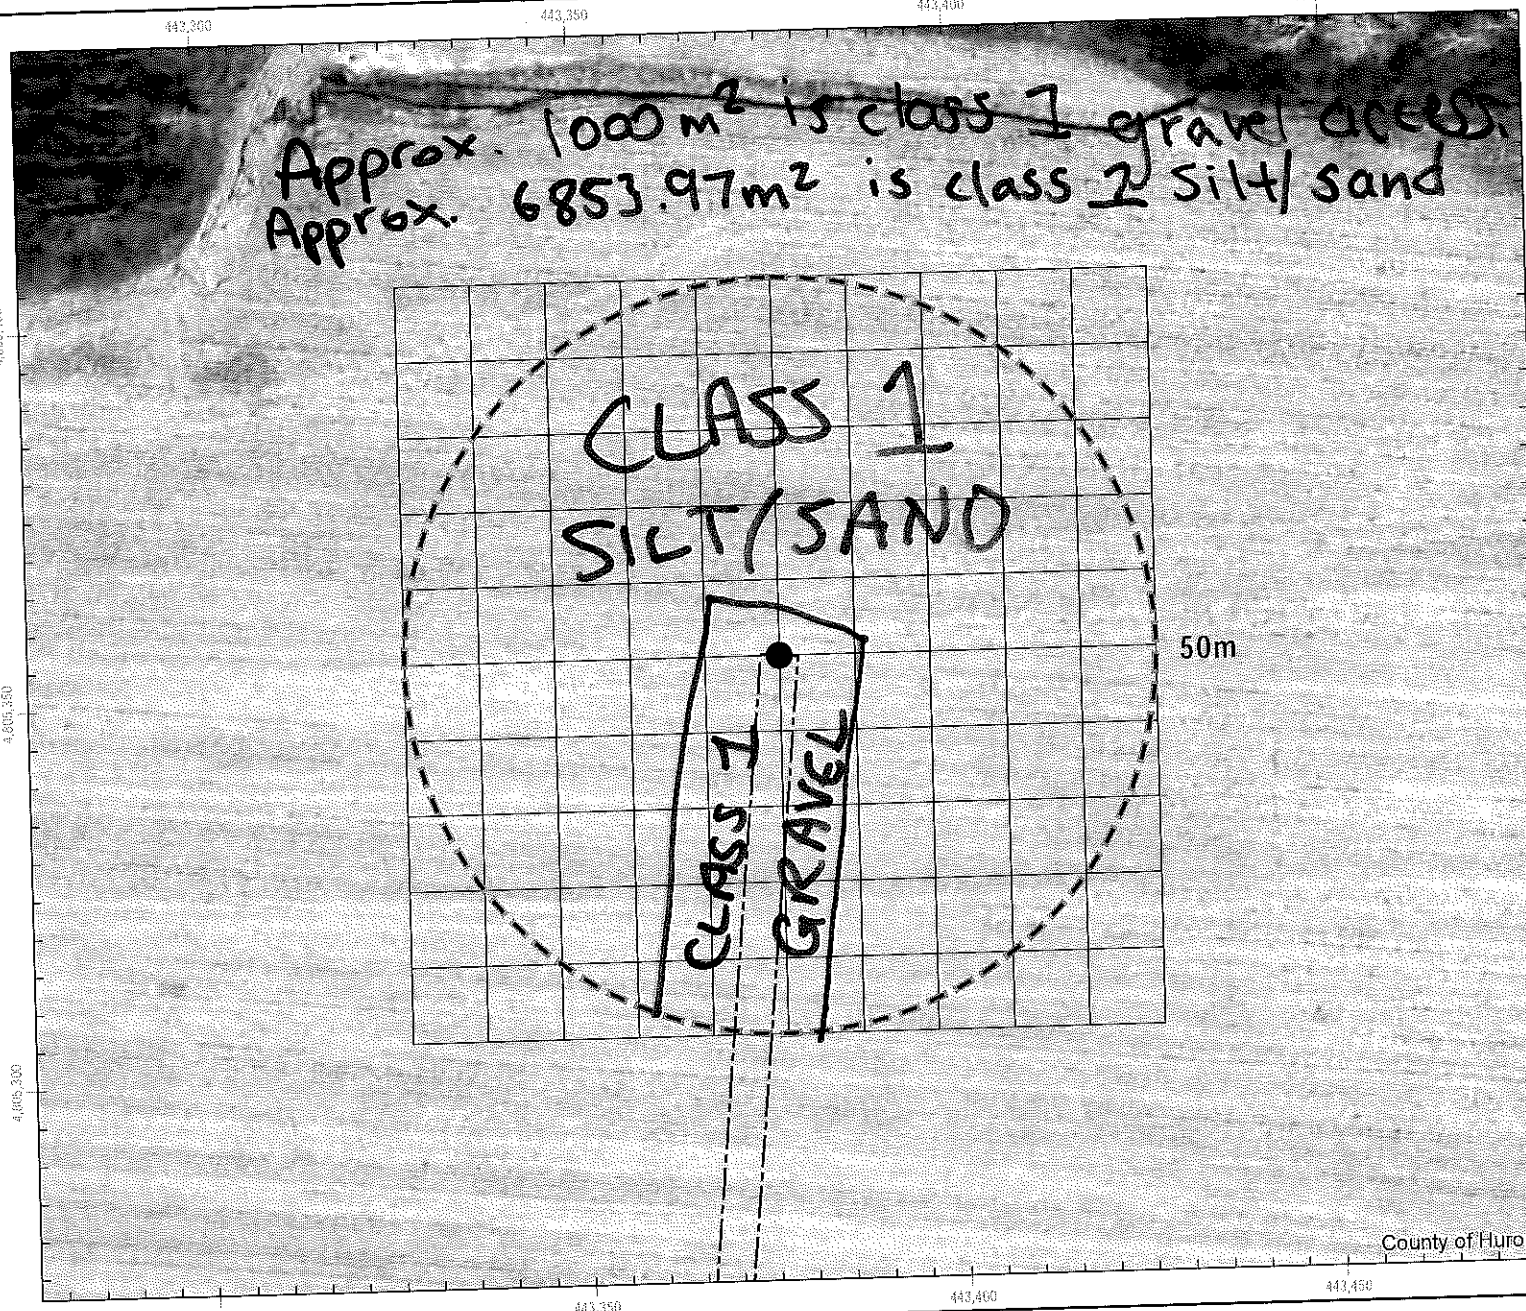 443,300 443,350 443,400
Approx. 1000m² is class 1 gravel access.
Approx. 6853.97m² is class 1 silt/sand
CLASS 1
SILT/SAND
50m
CLASS 1
GRAVEL
4,805,350
4,805,300
County of Huro
443,350 443,400 443,450